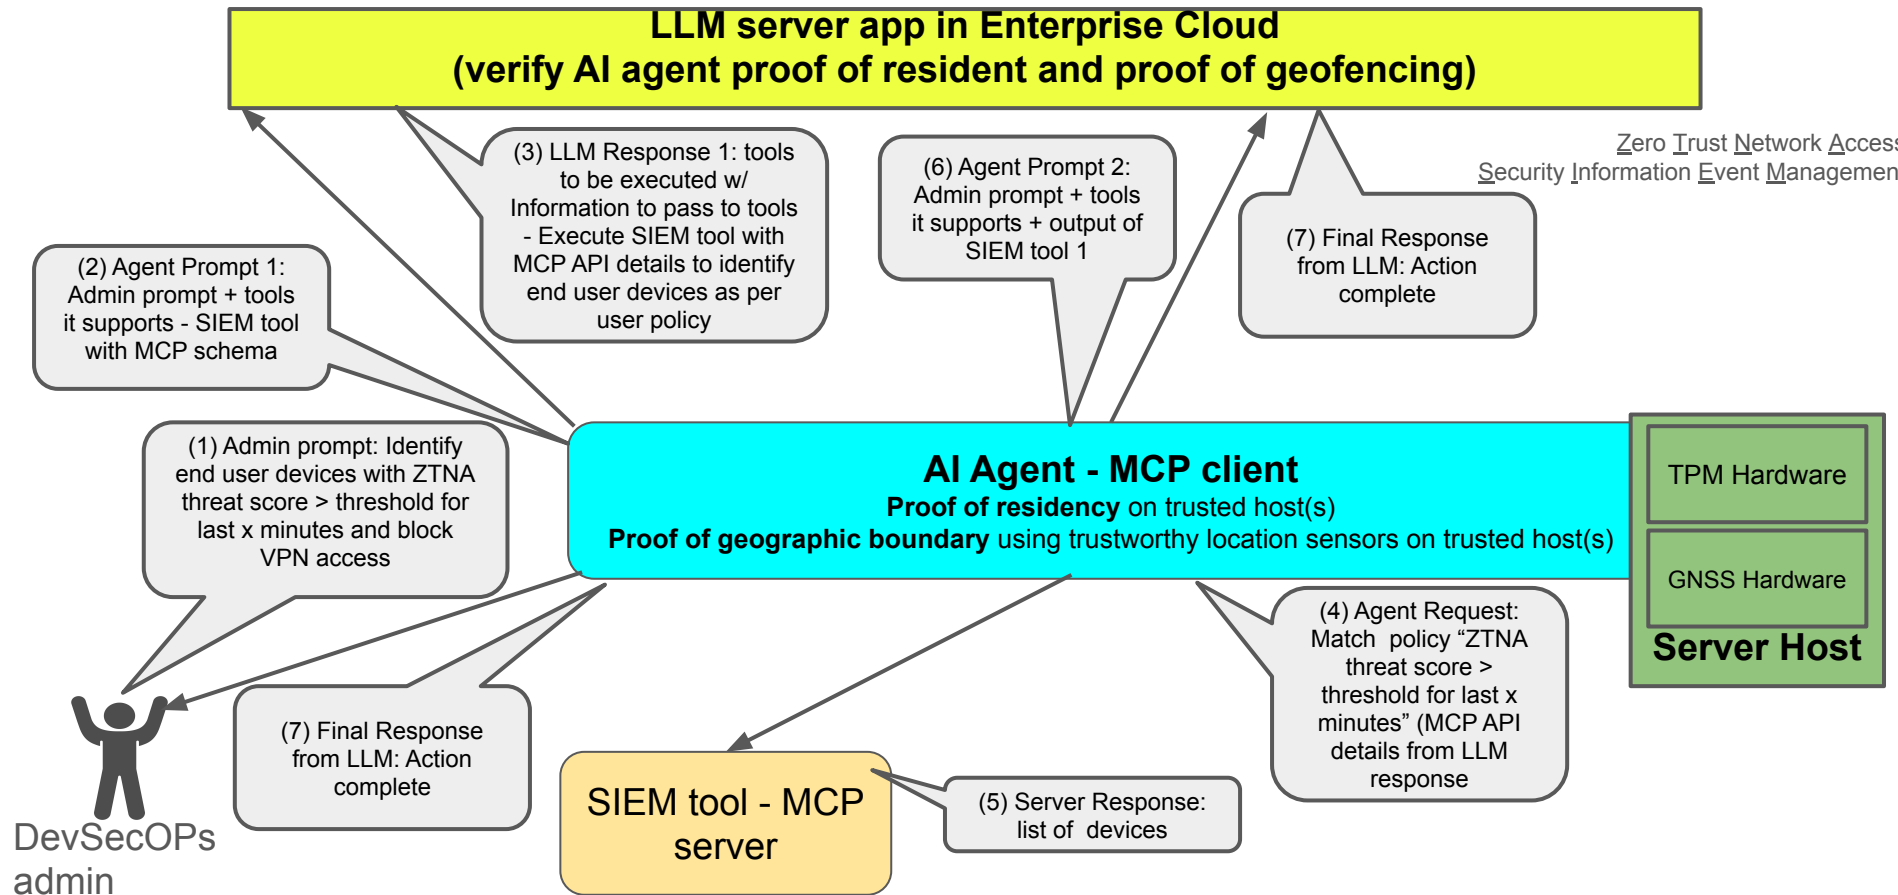 LLM server app in Enterprise Cloud
(verify AI agent proof of resident and proof of geofencing)
Zero Trust Network Access
Security Information Event Managemen
(3) LLM Response 1: tools
to be executed w/
Information to pass to tools
- Execute SIEM tool with
MCP API details to identify
end user devices as per
user policy
(6) Agent Prompt 2:
Admin prompt + tools
it supports + output of
SIEM tool 1
(7) Final Response
from LLM: Action
complete
(2) Agent Prompt 1:
Admin prompt + tools
it supports - SIEM tool
with MCP schema
(1) Admin prompt: Identify
end user devices with ZTNA
threat score > threshold for
last x minutes and block
VPN access
AI Agent - MCP client
Proof of residency on trusted host(s)
Proof of geographic boundary using trustworthy location sensors on trusted host(s)
TPM Hardware
GNSS Hardware
Server Host
(4) Agent Request:
Match policy “ZTNA
threat score >
threshold for last x
minutes” (MCP API
details from LLM
response
(7) Final Response
from LLM: Action
complete
SIEM tool - MCP
server
(5) Server Response:
list of devices
DevSecOPs
admin